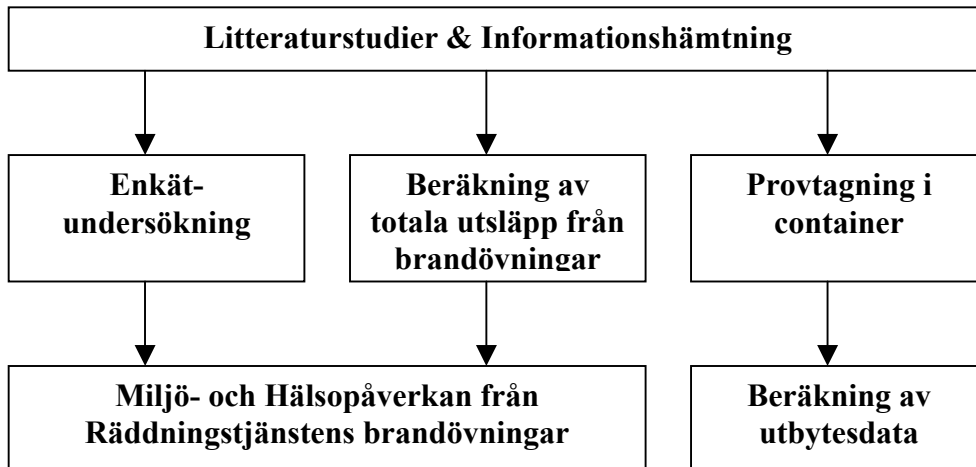 Litteraturstudier & Informationshämtning
Enkät-
undersökning
Beräkning av
totala utsläpp från
brandövningar
Provtagning i
container
Miljö- och Hälsopåverkan från
Räddningstjänstens brandövningar
Beräkning av
utbytesdata